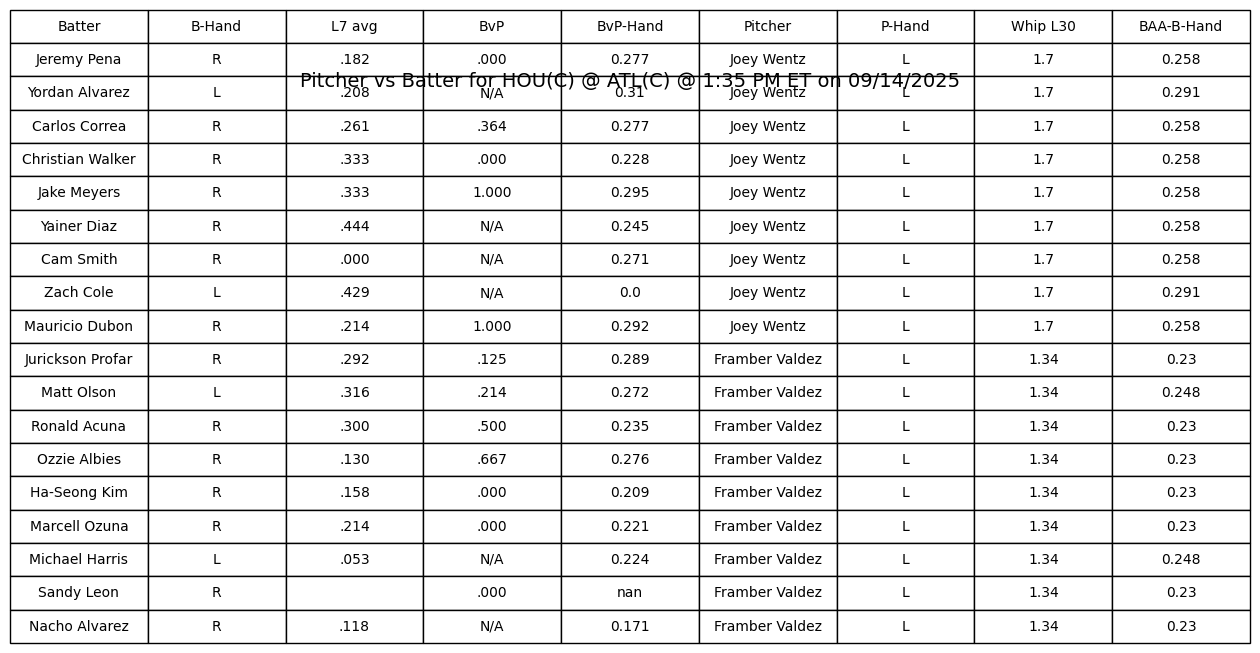 Batter B-Hand L7 avg BvP BvP-Hand Pitcher P-Hand Whip L30 BAA-B-Hand
Jeremy Pena R .182 .000 0.277 Joey Wentz L 1.7 0.258
Pitcher vs Batter for HOU(C) @ ATL(C) @ 1:35 PM ET on 09/14/2025
Yordan Alvarez L .208 N/A 0.31 Joey Wentz L 1.7 0.291
Carlos Correa R .261 .364 0.277 Joey Wentz L 1.7 0.258
Christian Walker R .333 .000 0.228 Joey Wentz L 1.7 0.258
Jake Meyers R .333 1.000 0.295 Joey Wentz L 1.7 0.258
Yainer Diaz R .444 N/A 0.245 Joey Wentz L 1.7 0.258
Cam Smith R .000 N/A 0.271 Joey Wentz L 1.7 0.258
Zach Cole L .429 N/A 0.0 Joey Wentz L 1.7 0.291
Mauricio Dubon R .214 1.000 0.292 Joey Wentz L 1.7 0.258
Jurickson Profar R .292 .125 0.289 Framber Valdez L 1.34 0.23
Matt Olson L .316 .214 0.272 Framber Valdez L 1.34 0.248
Ronald Acuna R .300 .500 0.235 Framber Valdez L 1.34 0.23
Ozzie Albies R .130 .667 0.276 Framber Valdez L 1.34 0.23
Ha-Seong Kim R .158 .000 0.209 Framber Valdez L 1.34 0.23
Marcell Ozuna R .214 .000 0.221 Framber Valdez L 1.34 0.23
Michael Harris L .053 N/A 0.224 Framber Valdez L 1.34 0.248
Sandy Leon R .000 nan Framber Valdez L 1.34 0.23
Nacho Alvarez R .118 N/A 0.171 Framber Valdez L 1.34 0.23